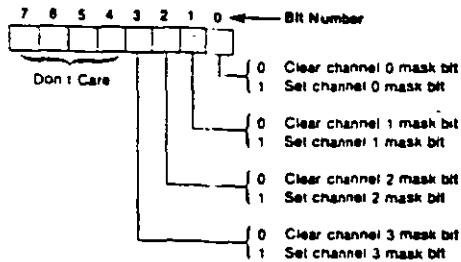 7 6 5 4 3 2 1 0 Bit Number
Don't Care
0 Clear channel 0 mask bit
1 Set channel 0 mask bit
0 Clear channel 1 mask bit
1 Set channel 1 mask bit
0 Clear channel 2 mask bit
1 Set channel 2 mask bit
0 Clear channel 3 mask bit
1 Set channel 3 mask bit